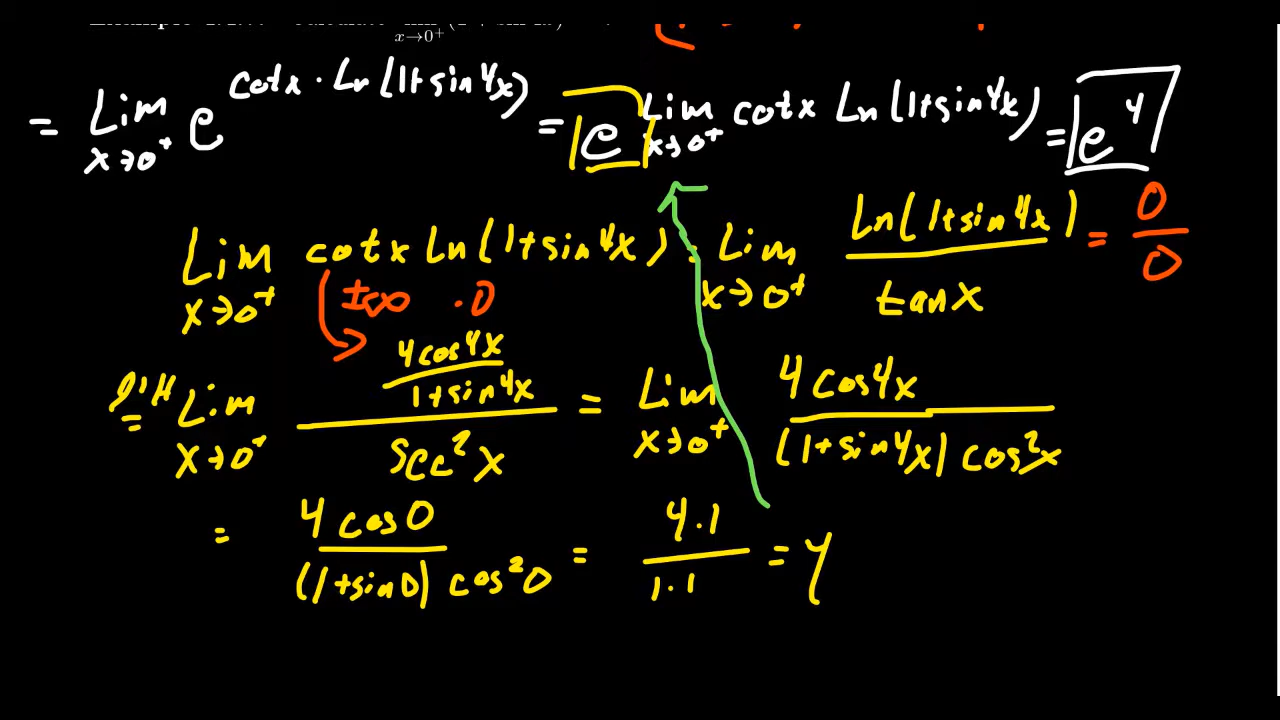 x→0⁺
= Lim x→0⁺ e^(cotx · Ln(1+sin4x)) = e^(Lim x→0⁺ cotx Ln(1+sin4x)) = e^4
Lim x→0⁺ cotx Ln(1+sin4x) = Lim x→0⁺ Ln(1+sin4x) / tanx = 0/0
±∞ · 0
l'H = Lim x→0⁺ (4cos4x / (1+sin4x)) / sec²x = Lim x→0⁺ 4cos4x / (1+sin4x) cos²x
= 4cos0 / (1+sin0) cos²0 = 4·1 / 1·1 = 4